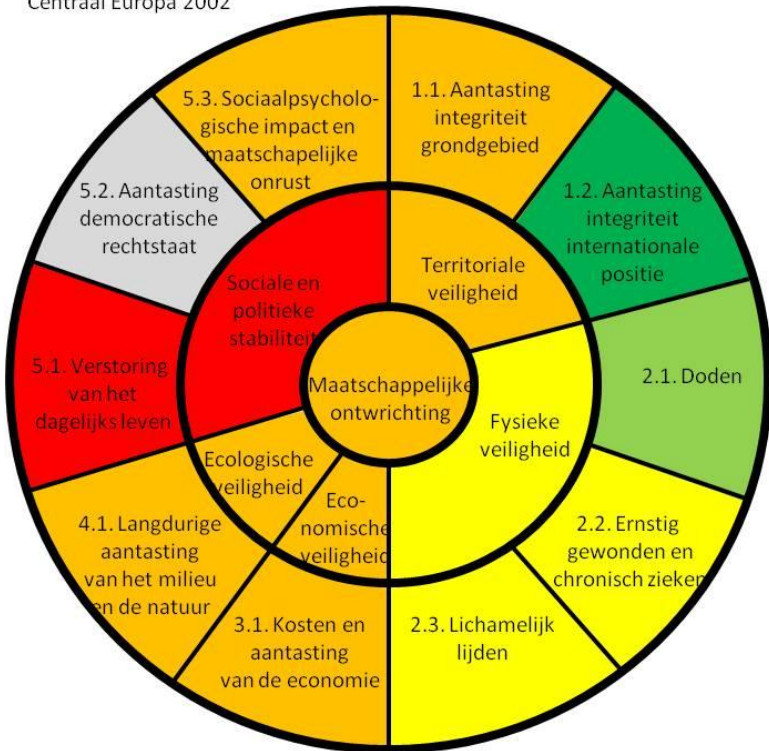 Centraal Europa 2002
5.3. Sociaalpsycholo-
gische impact en
maatschapelijke
onrust
1.1. Aantasting
integriteit
grondgebied
5.2. Aantasting
democratische
rechtstaat
1.2. Aantasting
integriteit
internationale
positie
Sociale en
politieke
stabiliteit
Territoriale
veiligheid
5.1. Verstoring
van het
dagelijks leven
Maatschappelijke
ontwrichting
2.1. Doden
Fysieke
veiligheid
Ecologische
veiligheid
Eco-
nomische
veiligheid
4.1. Langdurige
aantasting
van het milieu
en de natuur
2.2. Ernstig
gewonden en
chronisch zieken
3.1. Kosten en
aantasting
van de economie
2.3. Lichamelijk
lijden